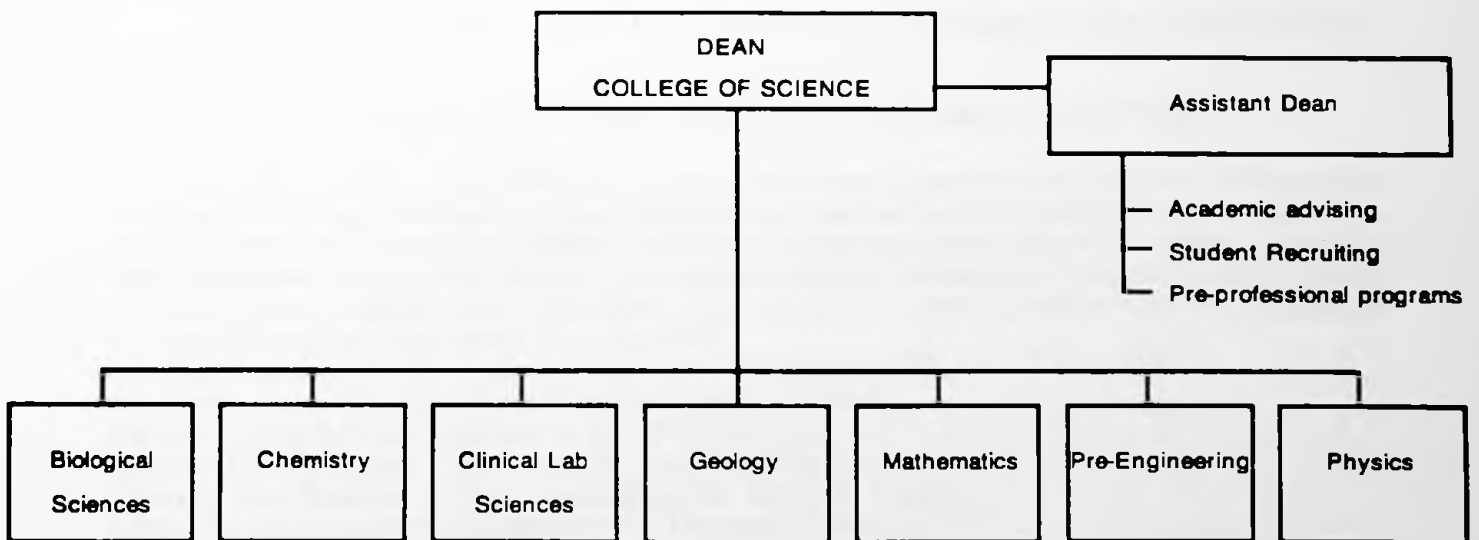 DEAN
COLLEGE OF SCIENCE
Assistant Dean
Academic advising
Student Recruiting
Pre-professional programs
Biological
Sciences
Chemistry
Clinical Lab
Sciences
Geology
Mathematics
Pre-Engineering
Physics